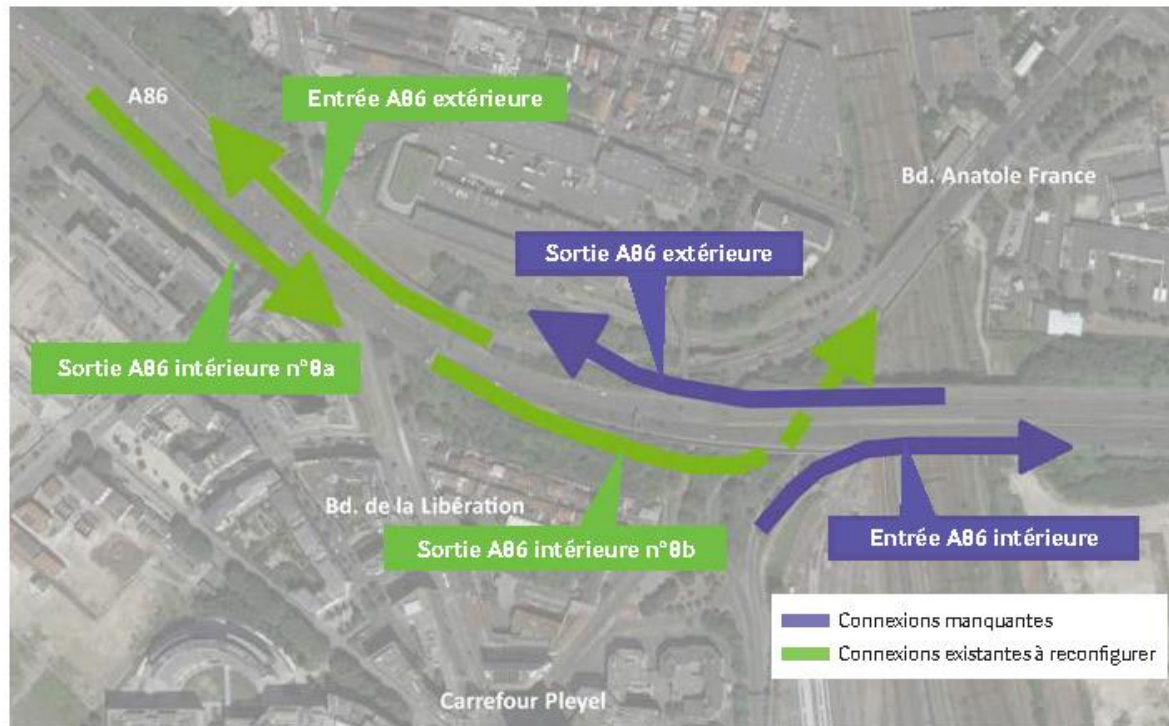 A86
Entrée A86 extérieure
Bd. Anatole France
Sortie A86 extérieure
Sortie A86 intérieure n°8a
Bd. de la Libération
Sortie A86 intérieure n°8b
Entrée A86 intérieure
Connexions manquantes
Connexions existantes à reconfigurer
Carrefour Pleyel